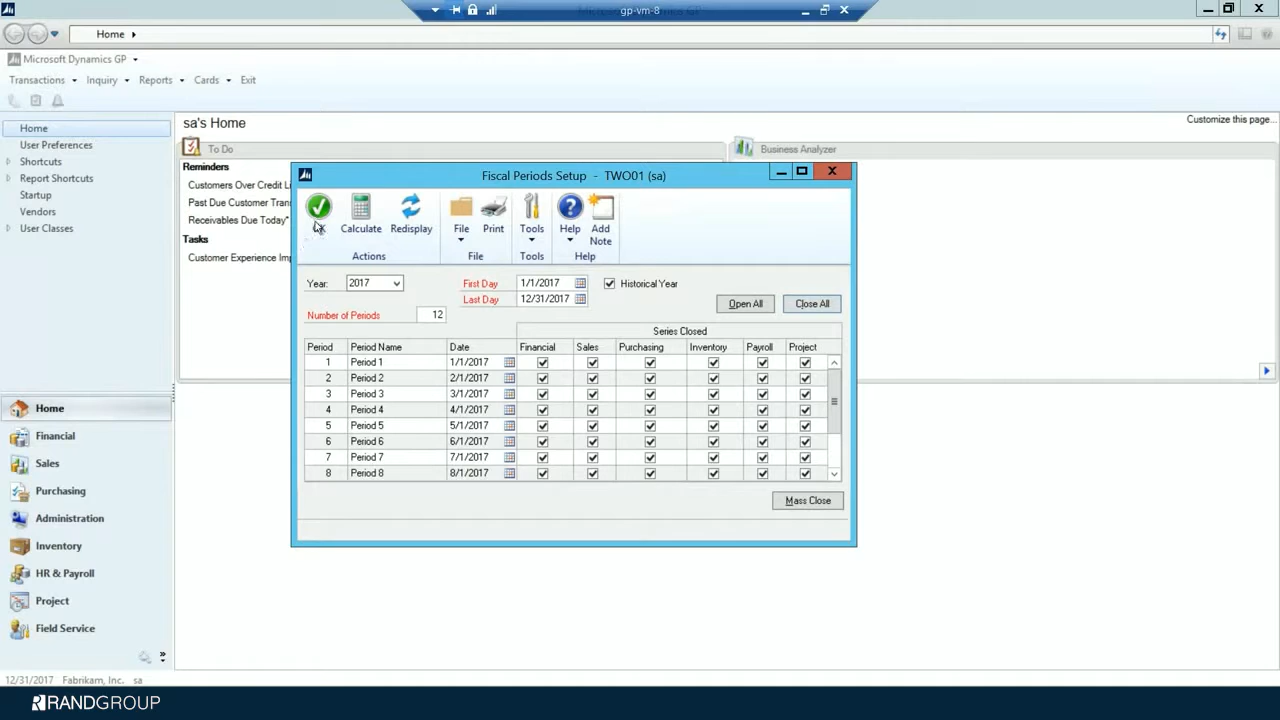 gp-vm-8
Home
Microsoft Dynamics GP
Transactions Inquiry Reports Cards Exit
Home
User Preferences
Shortcuts
Report Shortcuts
Startup
Vendors
User Classes
Home
Financial
Sales
Purchasing
Administration
Inventory
HR & Payroll
Project
Field Service
sa's Home
Customize this page...
To Do
Business Analyzer
Reminders
Customers Over Credit Li
Past Due Customer Tran
Receivables Due Today*
Tasks
Customer Experience Imp
Fiscal Periods Setup - TWO01 (sa)
Calculate Redisplay File Print Tools Help Add Note
Actions File Tools Help
Year: 2017 First Day 1/1/2017 Historical Year
Last Day 12/31/2017
Open All Close All
Number of Periods 12
Series Closed
Period Period Name Date Financial Sales Purchasing Inventory Payroll Project
1 Period 1 1/1/2017
2 Period 2 2/1/2017
3 Period 3 3/1/2017
4 Period 4 4/1/2017
5 Period 5 5/1/2017
6 Period 6 6/1/2017
7 Period 7 7/1/2017
8 Period 8 8/1/2017
Mass Close
12/31/2017 Fabrikam, Inc. sa
RANDGROUP